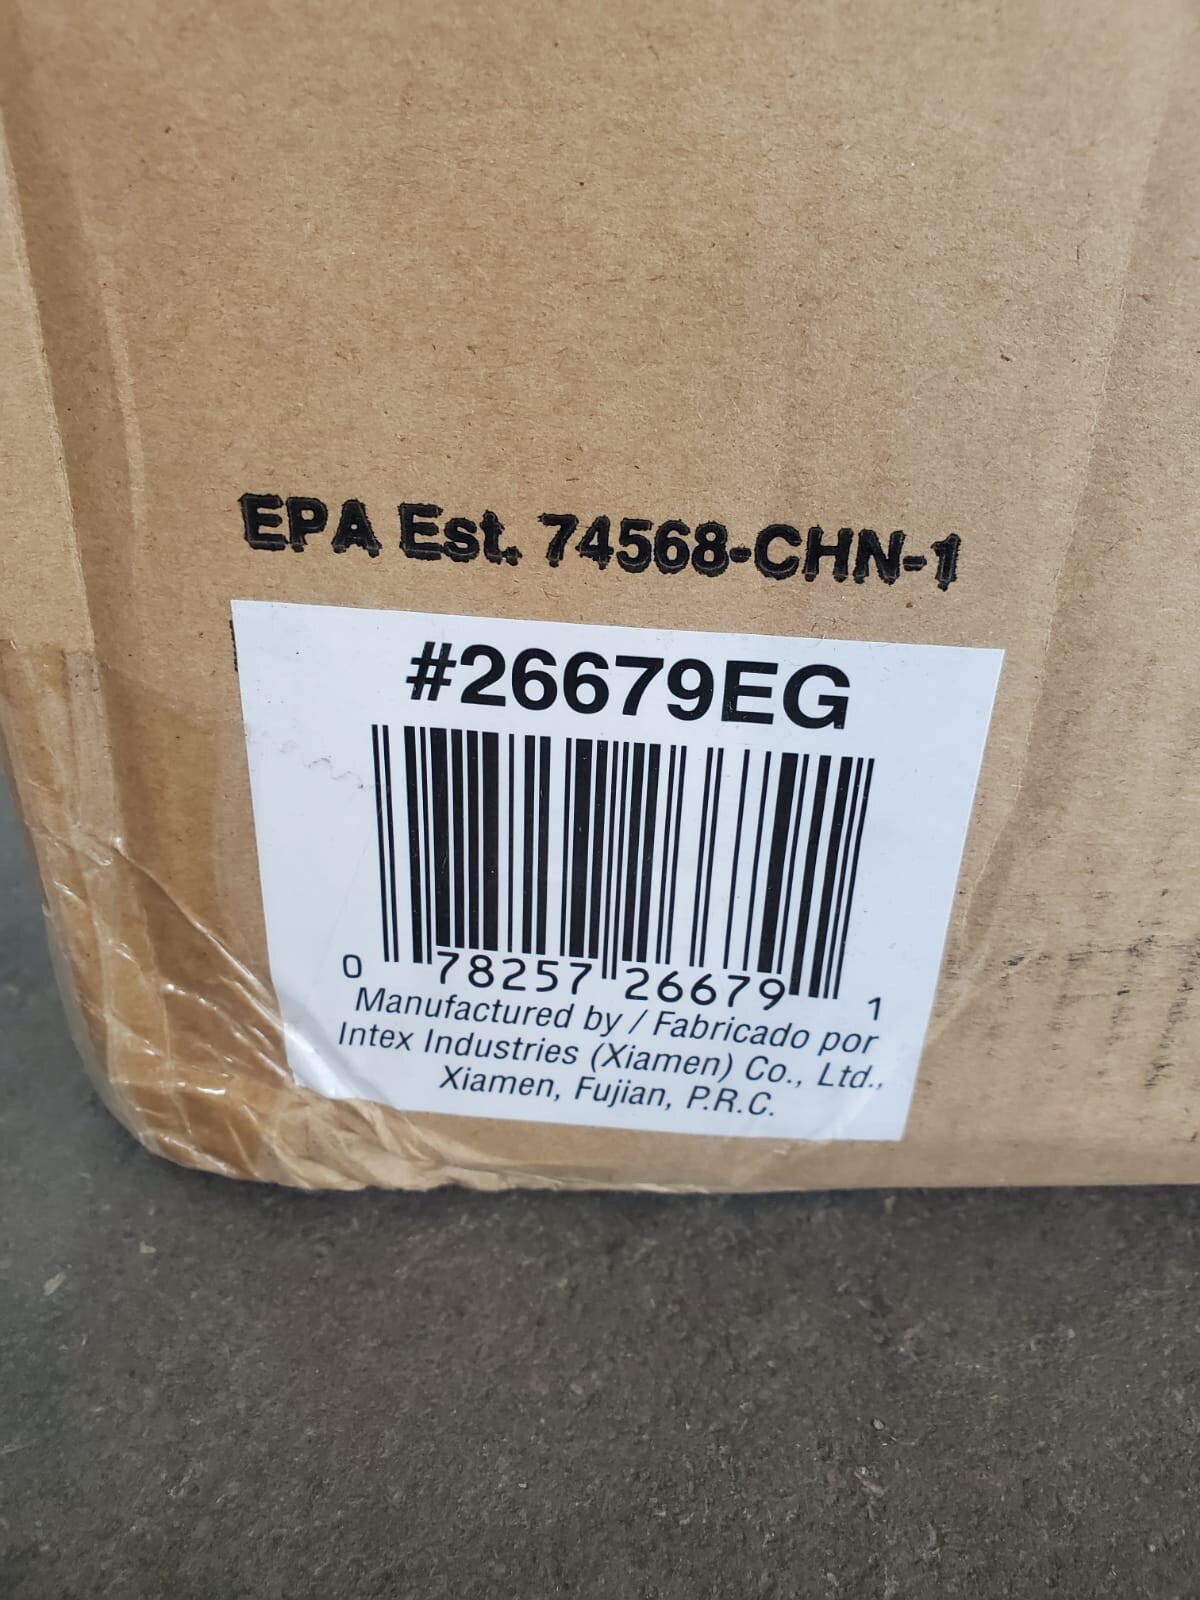 EPA Est. 74568-CHN-1
#26679EG
0 78257 26679 1
Manufactured by / Fabricado por
Intex Industries (Xiamen) Co., Ltd.,
Xiamen, Fujian, P.R.C.